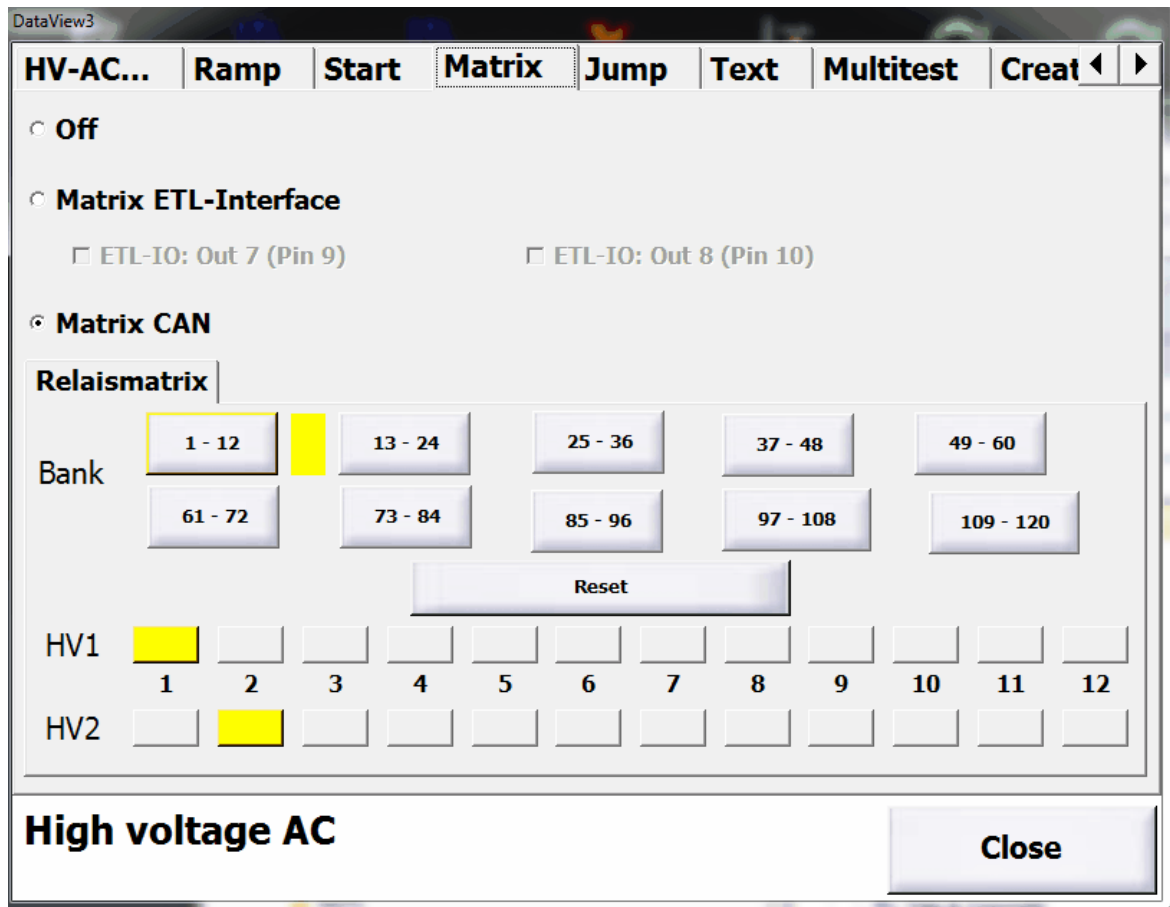 DataView3
HV-AC... Ramp Start Matrix Jump Text Multitest Creat
Off
Matrix ETL-Interface
ETL-IO: Out 7 (Pin 9) ETL-IO: Out 8 (Pin 10)
Matrix CAN
Relaismatrix
Bank
1 - 12 13 - 24 25 - 36 37 - 48 49 - 60
61 - 72 73 - 84 85 - 96 97 - 108 109 - 120
Reset
HV1
1 2 3 4 5 6 7 8 9 10 11 12
HV2
High voltage AC
Close